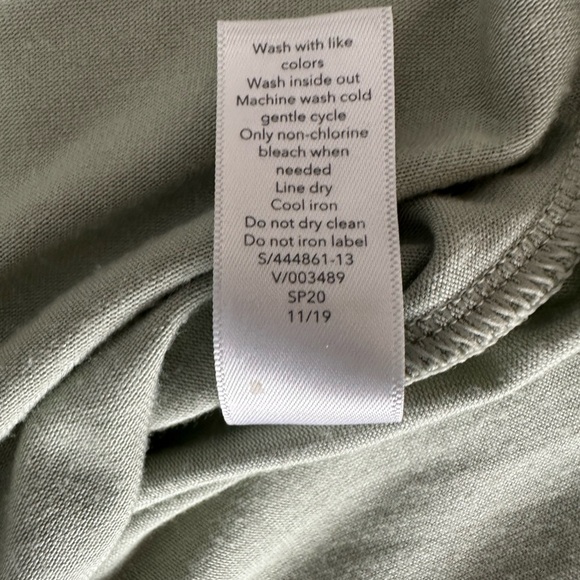 Wash with like
colors
Wash inside out
Machine wash cold
gentle cycle
Only non-chlorine
bleach when
needed
Line dry
Cool iron
Do not dry clean
Do not iron label
S/444861-13
V/003489
SP20
11/19